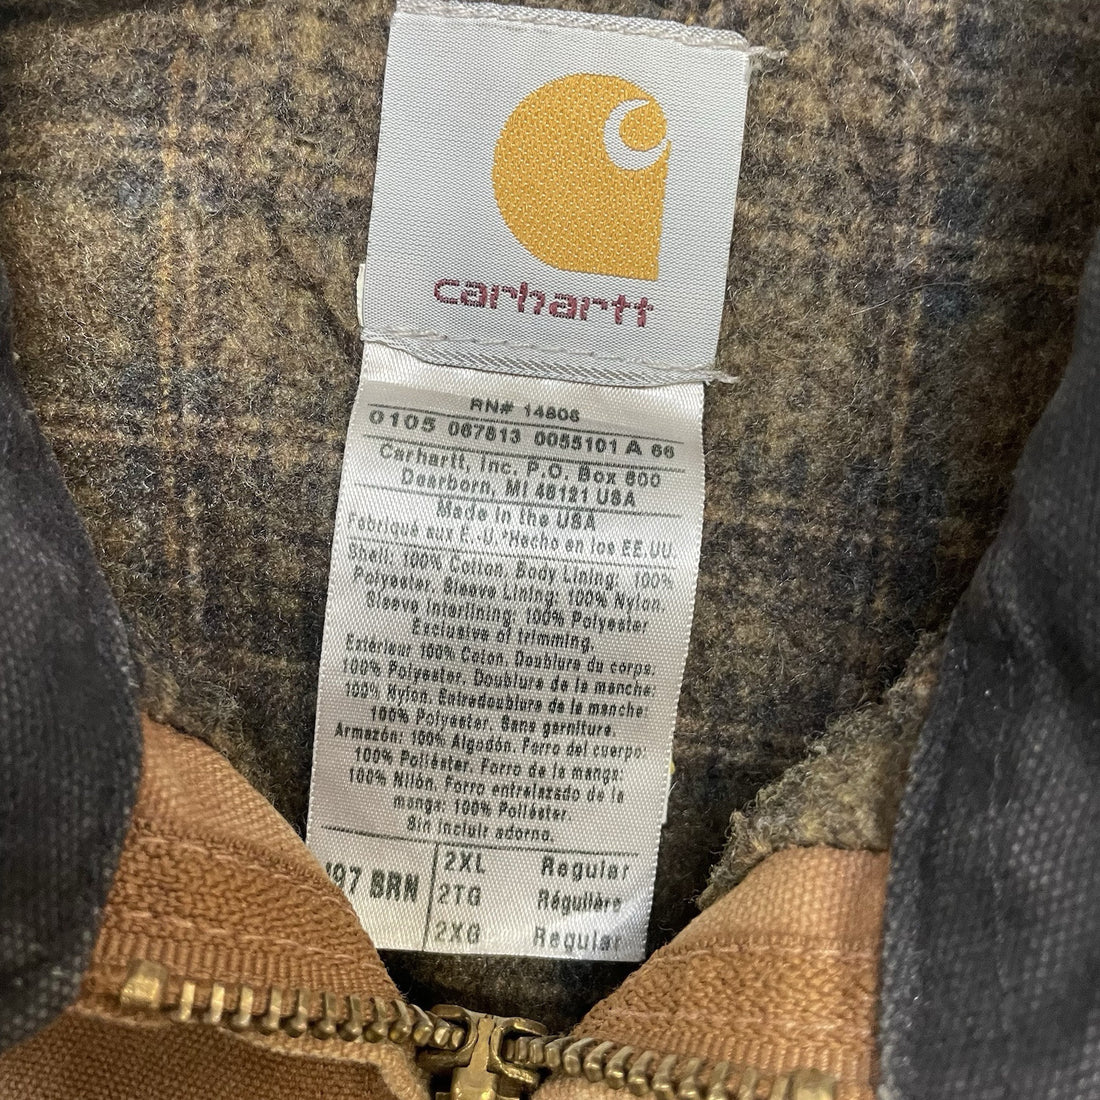 carhartt
RN# 14806
0105 067813 0055101 A 66
Carhartt, Inc. P.O. Box 600
Dearborn, MI 48121 USA
Made in the USA
Fabriqué aux E.-U. *Hecho en los EE.UU.
Shell: 100% Cotton, Body Lining: 100%
Polyester. Sleeve Lining: 100% Nylon.
Sleeve Interlining: 100% Polyester
Exclusive of trimming.
Extérieur 100% Coton. Doublure du corps.
100% Polyester. Doublure de la manche:
100% Nylon. Entredoublure de la manche:
100% Polyester. Sans garniture.
Armazón: 100% Algodón. Forro del cuerpo:
100% Poliéster. Forro de la manga:
100% Nilón. Forro entrelazado de la
manga: 100% Poliéster.
Sin incluir adorno.
2XL Regular
97 BRN 2TG Régulière
2XG Regular